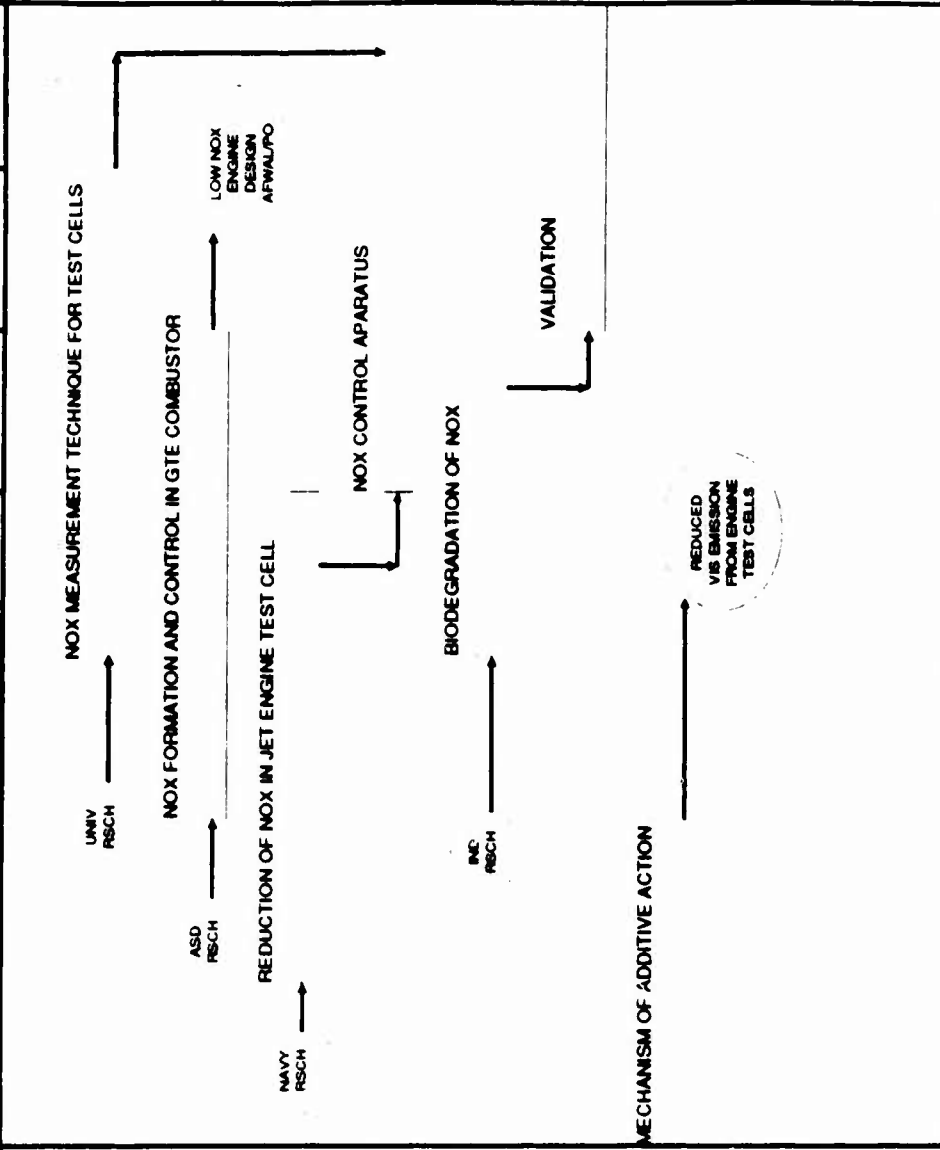 UNIV
RSCH
NOX MEASUREMENT TECHNIQUE FOR TEST CELLS
ASD
RSCH
NOX FORMATION AND CONTROL IN GTE COMBUSTOR
LOW NOX
ENGINE
DESIGN
AFWAL/PO
NAVY
RSCH
REDUCTION OF NOX IN JET ENGINE TEST CELL
NOX CONTROL APARATUS
IND
RSCH
BIODEGRADATION OF NOX
VALIDATION
MECHANISM OF ADDITIVE ACTION
REDUCED
VIS EMISSION
FROM ENGINE
TEST CELLS